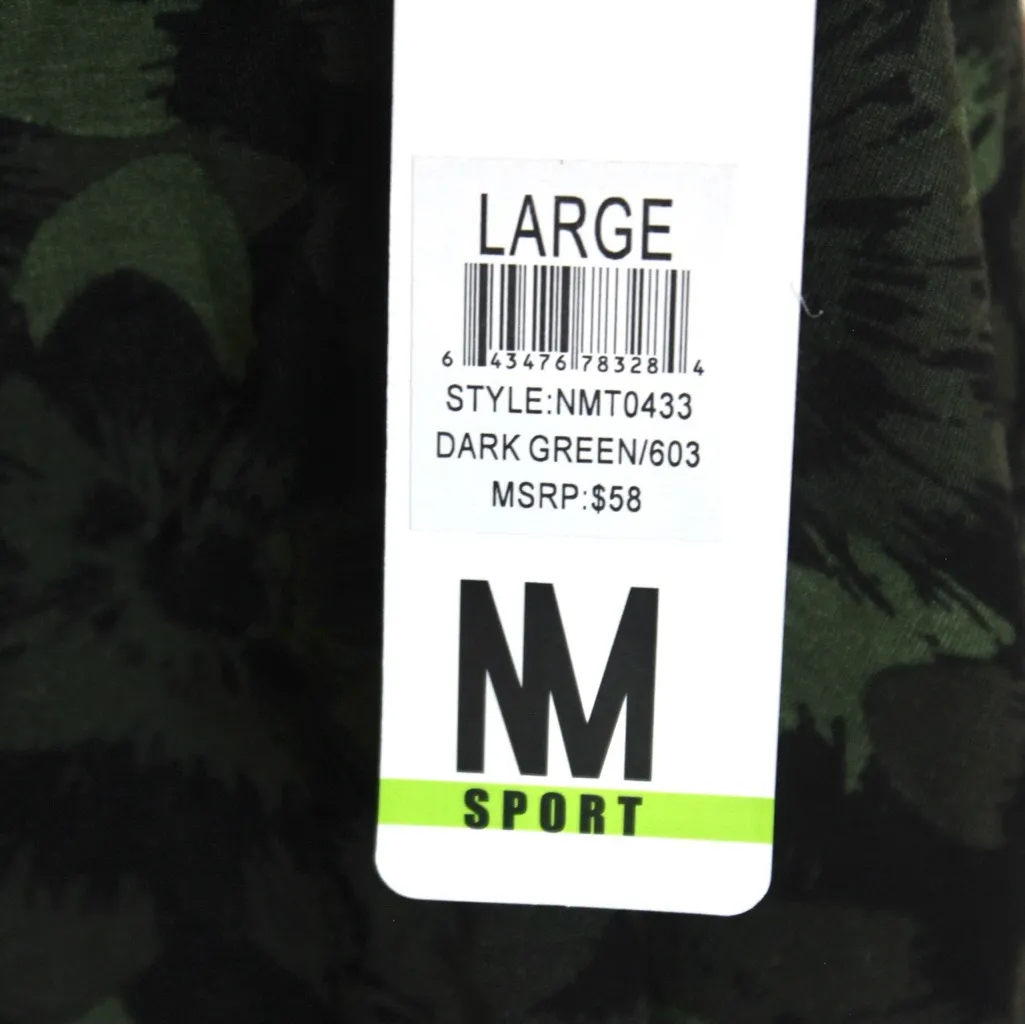 LARGE
6 43476 78328 4
STYLE:NMT0433
DARK GREEN/603
MSRP:$58
NM
SPORT